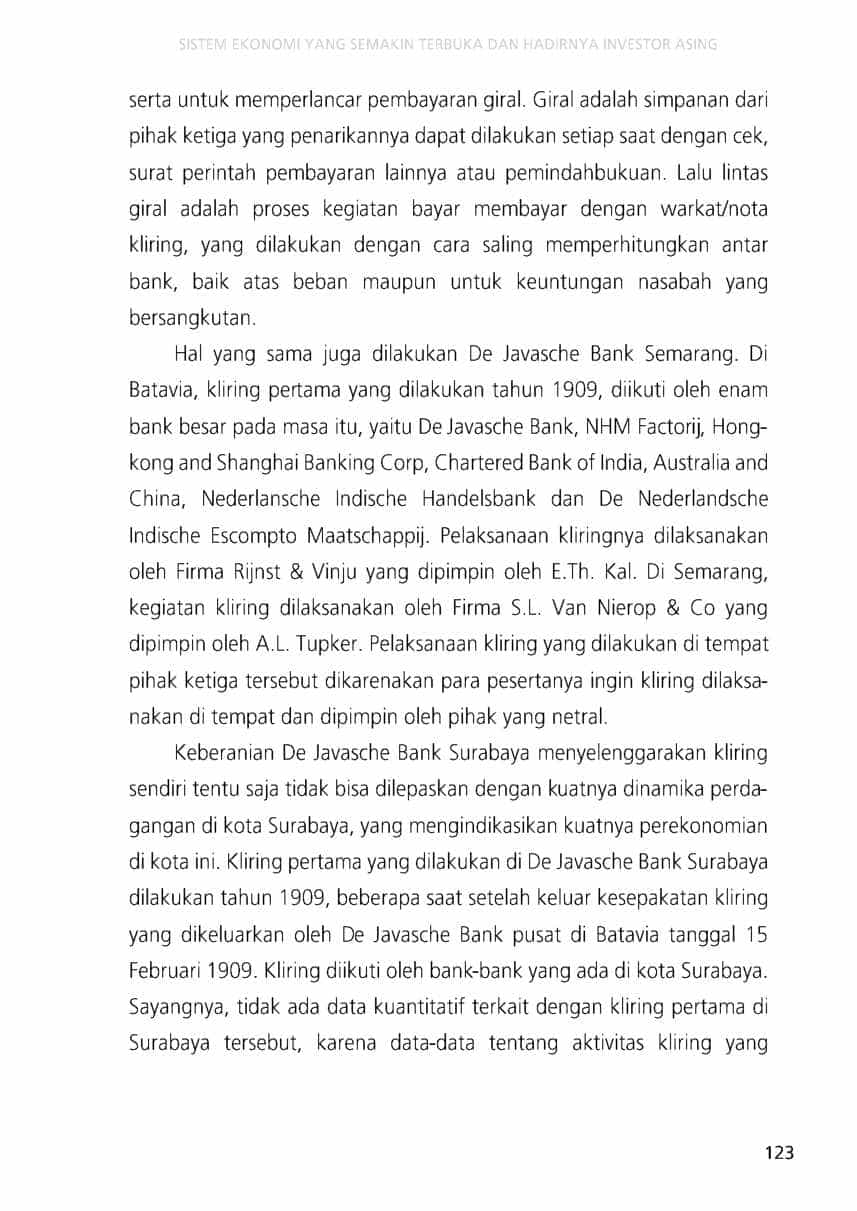 SISTEM EKONOMI YANG SEMAKIN TERBUKA DAN HADIRNYA INVESTOR ASING
serta untuk memperlancar pembayaran giral. Giral adalah simpanan dari
pihak ketiga yang penarikannya dapat dilakukan setiap saat dengan cek,
surat perintah pembayaran lainnya atau pemindahbukuan. Lalu lintas
giral adalah proses kegiatan bayar membayar dengan warkat/nota
kliring, yang dilakukan dengan cara saling memperhitungkan antar
bank, baik atas beban maupun untuk keuntungan nasabah yang
bersangkutan.
Hal yang sama juga dilakukan De Javasche Bank Semarang. Di
Batavia, kliring pertama yang dilakukan tahun 1909, diikuti oleh enam
bank besar pada masa itu, yaitu De Javasche Bank, NHM Factorij, Hong-
kong and Shanghai Banking Corp, Chartered Bank of India, Australia and
China, Nederlansche Indische Handelsbank dan De Nederlandsche
Indische Escompto Maatschappij. Pelaksanaan kliringnya dilaksanakan
oleh Firma Rijnst & Vinju yang dipimpin oleh E.Th. Kal. Di Semarang,
kegiatan kliring dilaksanakan oleh Firma S.L. Van Nierop & Co yang
dipimpin oleh A.L. Tupker. Pelaksanaan kliring yang dilakukan di tempat
pihak ketiga tersebut dikarenakan para pesertanya ingin kliring dilaksa-
nakan di tempat dan dipimpin oleh pihak yang netral.
Keberanian De Javasche Bank Surabaya menyelenggarakan kliring
sendiri tentu saja tidak bisa dilepaskan dengan kuatnya dinamika perda-
gangan di kota Surabaya, yang mengindikasikan kuatnya perekonomian
di kota ini. Kliring pertama yang dilakukan di De Javasche Bank Surabaya
dilakukan tahun 1909, beberapa saat setelah keluar kesepakatan kliring
yang dikeluarkan oleh De Javasche Bank pusat di Batavia tanggal 15
Februari 1909. Kliring diikuti oleh bank-bank yang ada di kota Surabaya.
Sayangnya, tidak ada data kuantitatif terkait dengan kliring pertama di
Surabaya tersebut, karena data-data tentang aktivitas kliring yang
123